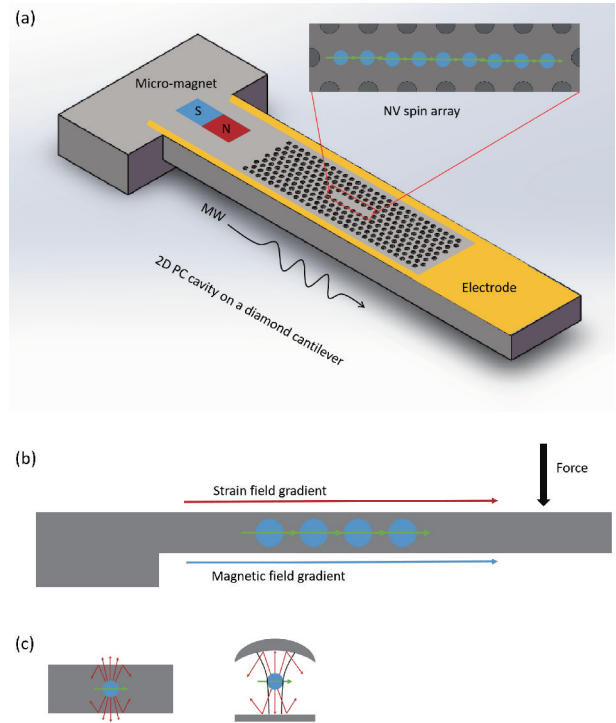 (a)
Micro-magnet
S
N
NV spin array
MW
2D PC cavity on a diamond cantilever
Electrode
(b)
Force
Strain field gradient
Magnetic field gradient
(c)